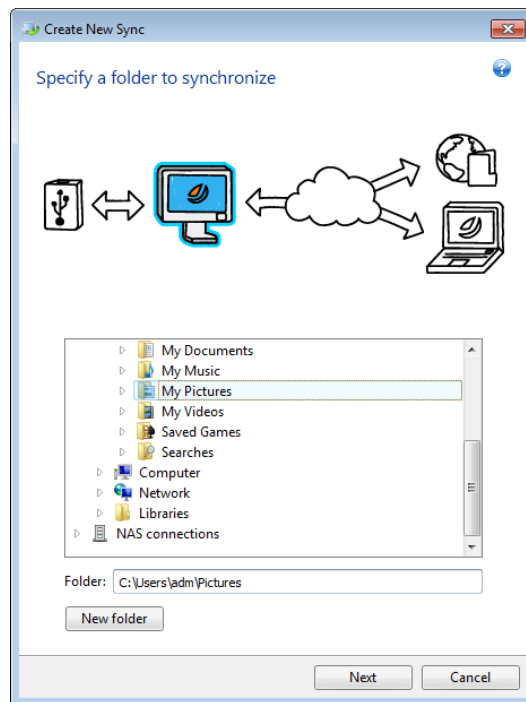 Create New Sync
Specify a folder to synchronize
My Documents
My Music
My Pictures
My Videos
Saved Games
Searches
Computer
Network
Libraries
NAS connections
Folder: C:\Users\adm\Pictures
New folder
Next Cancel